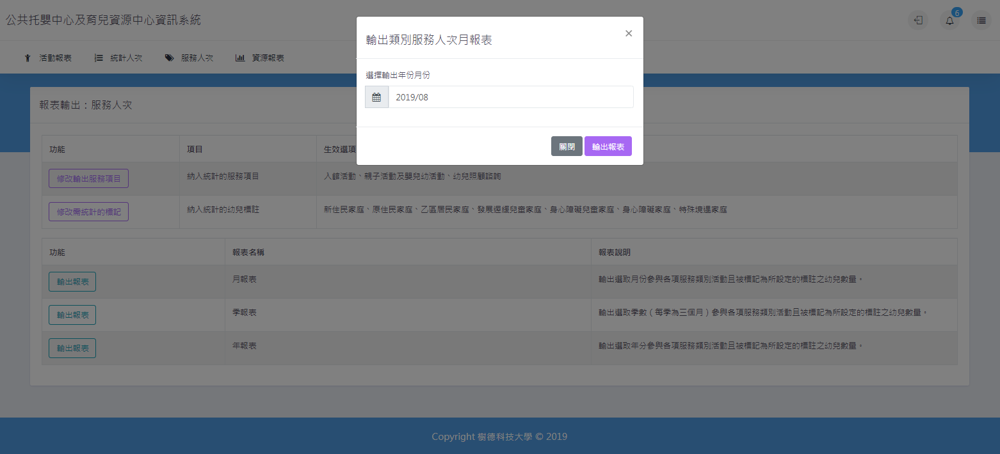 公共托嬰中心及育兒資源中心資訊系統
6
活動報表 統計人次 服務人次 資源報表
輸出類別服務人次月報表
×
選擇輸出年份月份
2019/08
關閉 輸出報表
報表輸出：服務人次
功能 項目 生效選項
修改輸出服務項目 納入統計的服務項目 入館活動、親子活動及嬰兒幼活動、幼兒照顧諮詢
修改需統計的標記 納入統計的幼兒標註 新住民家庭、原住民家庭、乙區居民家庭、發展遲緩兒童家庭、身心障礙兒童家庭、身心障礙家庭、特殊境遇家庭
功能 報表名稱 報表說明
輸出報表 月報表 輸出選取月份參與各項服務類別活動且被標記為所設定的標註之幼兒數量。
輸出報表 季報表 輸出選取季數（每季為三個月）參與各項服務類別活動且被標記為所設定的標註之幼兒數量。
輸出報表 年報表 輸出選取年分參與各項服務類別活動且被標記為所設定的標註之幼兒數量。
Copyright 樹德科技大學 © 2019